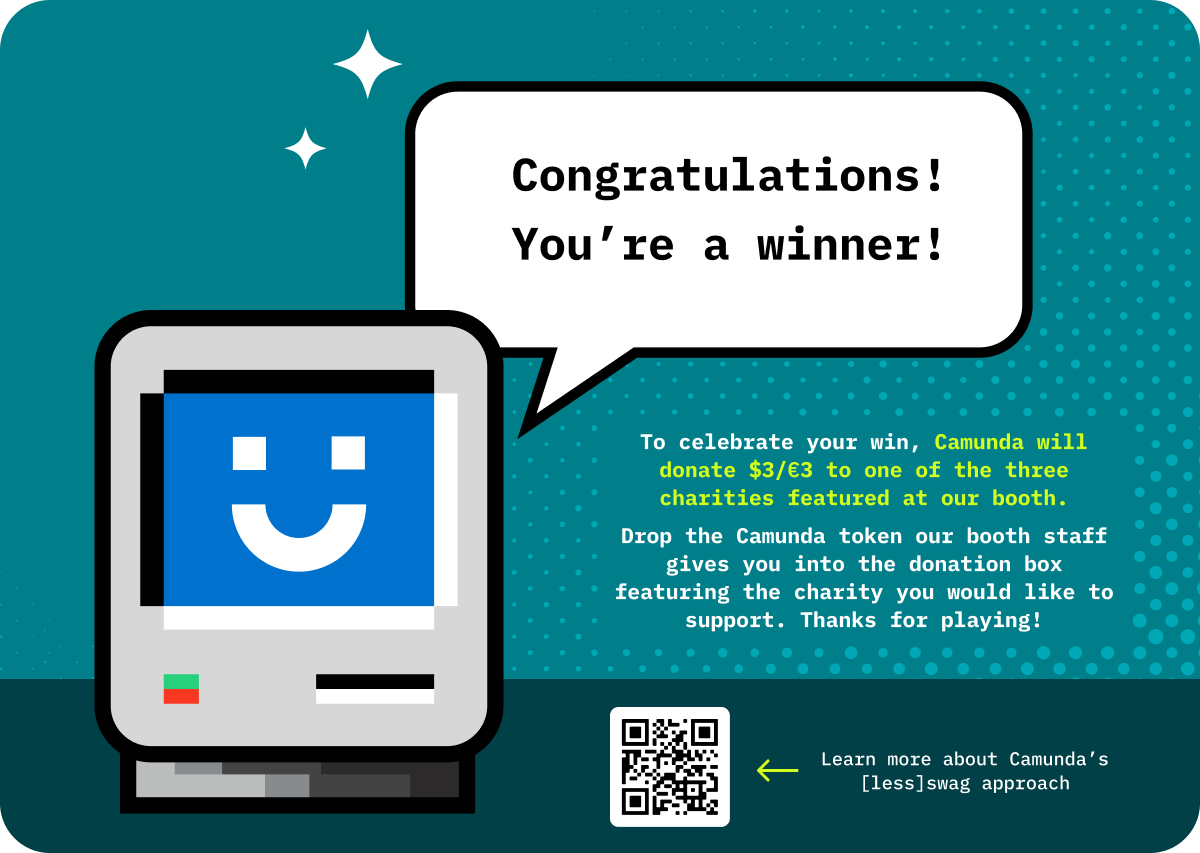 Congratulations!
You’re a winner!
To celebrate your win, Camunda will
donate $3/€3 to one of the three
charities featured at our booth.
Drop the Camunda token our booth staff
gives you into the donation box
featuring the charity you would like to
support. Thanks for playing!
Learn more about Camunda’s
[less]swag approach